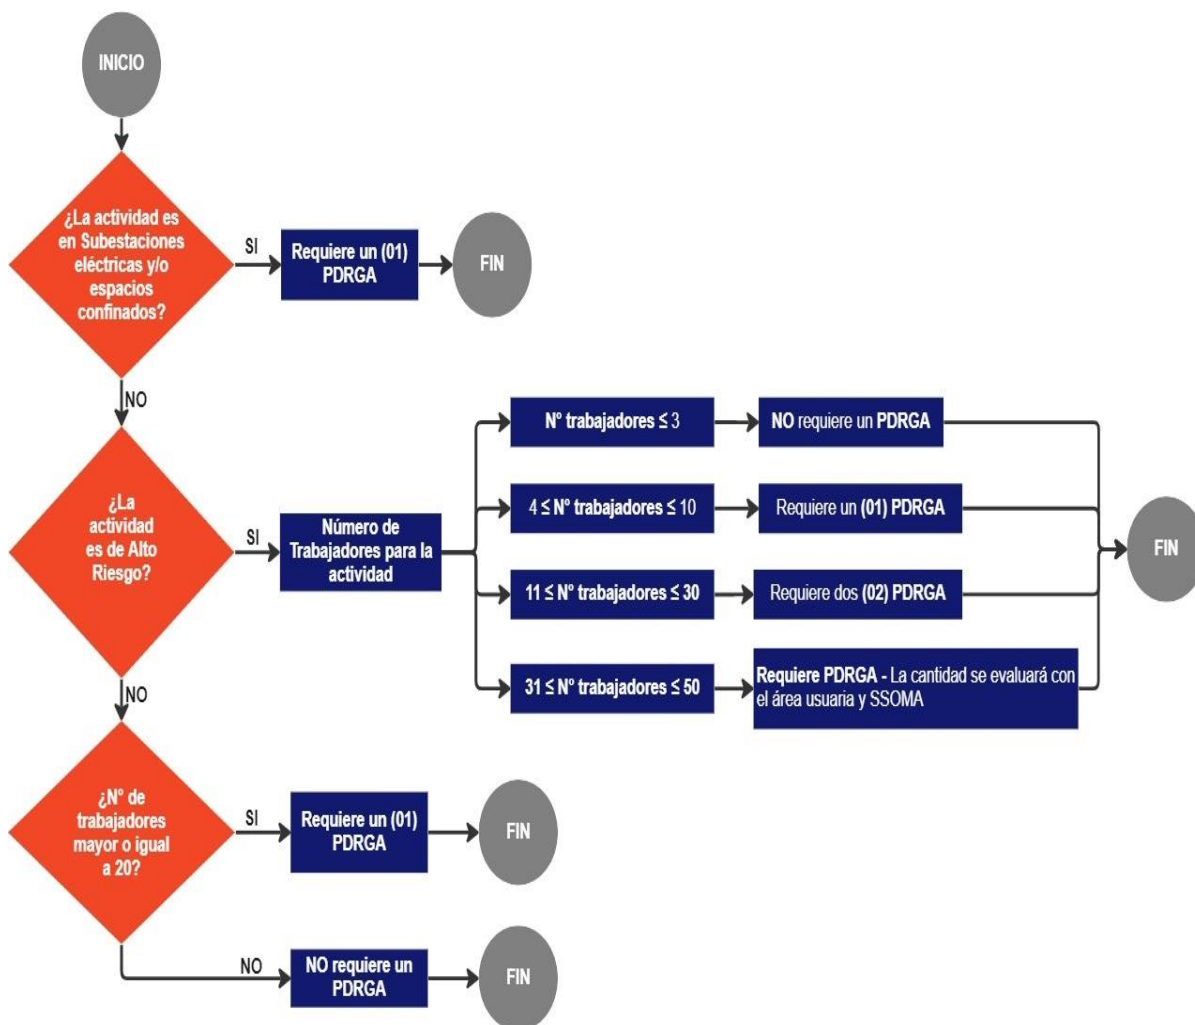 INICIO
¿La actividad es
en Subestaciones
eléctricas y/o
espacios
confinados?
SI
Requiere un (01)
PDRGA
FIN
NO
¿La
actividad
es de Alto
Riesgo?
SI
Número de
Trabajadores para la
actividad
N° trabajadores ≤ 3
NO requiere un PDRGA
4 ≤ N° trabajadores ≤ 10
Requiere un (01) PDRGA
11 ≤ N° trabajadores ≤ 30
Requiere dos (02) PDRGA
31 ≤ N° trabajadores ≤ 50
Requiere PDRGA - La cantidad se evaluará con
el área usuaria y SSOMA
FIN
NO
¿N° de
trabajadores
mayor o igual
a 20?
SI
Requiere un (01)
PDRGA
FIN
NO
NO requiere un
PDRGA
FIN